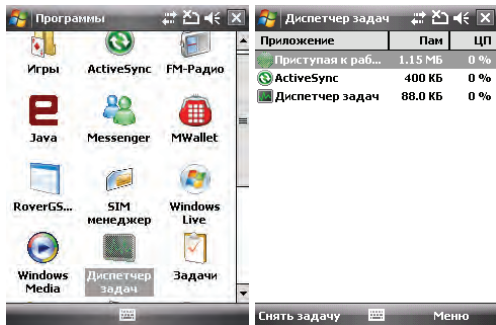 Программы
Игры
ActiveSync
FM-Радио
Java
Messenger
MWallet
RoverGS...
SIM
менеджер
Windows
Live
Windows
Media
Диспетчер
задач
Задачи
Диспетчер задач
Приложение Пам ЦП
Приступая к раб... 1.15 МБ 0 %
ActiveSync 400 КБ 0 %
Диспетчер задач 88.0 КБ 0 %
Снять задачу Меню